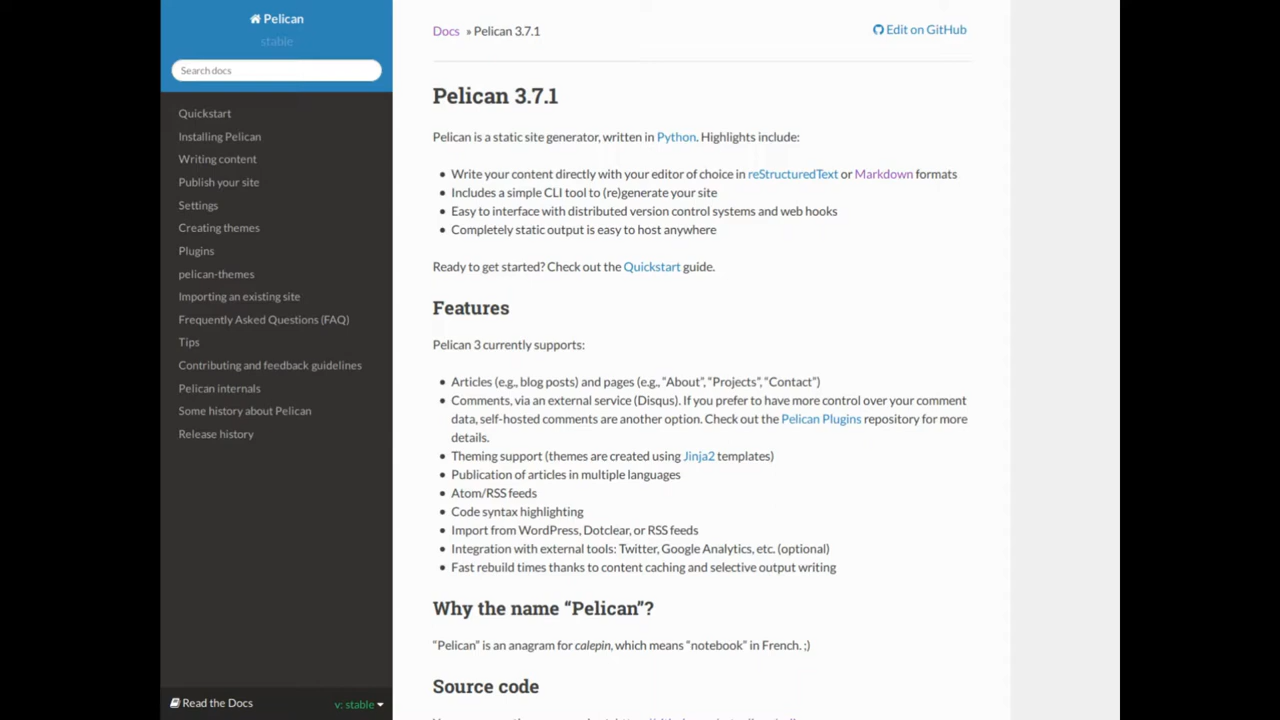 Pelican
stable
Search docs
Quickstart
Installing Pelican
Writing content
Publish your site
Settings
Creating themes
Plugins
pelican-themes
Importing an existing site
Frequently Asked Questions (FAQ)
Tips
Contributing and feedback guidelines
Pelican internals
Some history about Pelican
Release history
Read the Docs
v: stable
Docs » Pelican 3.7.1
Edit on GitHub
Pelican 3.7.1
Pelican is a static site generator, written in Python. Highlights include:
• Write your content directly with your editor of choice in reStructuredText or Markdown formats
• Includes a simple CLI tool to (re)generate your site
• Easy to interface with distributed version control systems and web hooks
• Completely static output is easy to host anywhere
Ready to get started? Check out the Quickstart guide.
Features
Pelican 3 currently supports:
• Articles (e.g., blog posts) and pages (e.g., “About”, “Projects”, “Contact”)
• Comments, via an external service (Disqus). If you prefer to have more control over your comment
data, self-hosted comments are another option. Check out the Pelican Plugins repository for more
details.
• Theming support (themes are created using Jinja2 templates)
• Publication of articles in multiple languages
• Atom/RSS feeds
• Code syntax highlighting
• Import from WordPress, Dotclear, or RSS feeds
• Integration with external tools: Twitter, Google Analytics, etc. (optional)
• Fast rebuild times thanks to content caching and selective output writing
Why the name “Pelican”?
“Pelican” is an anagram for calepin, which means “notebook” in French. ;)
Source code